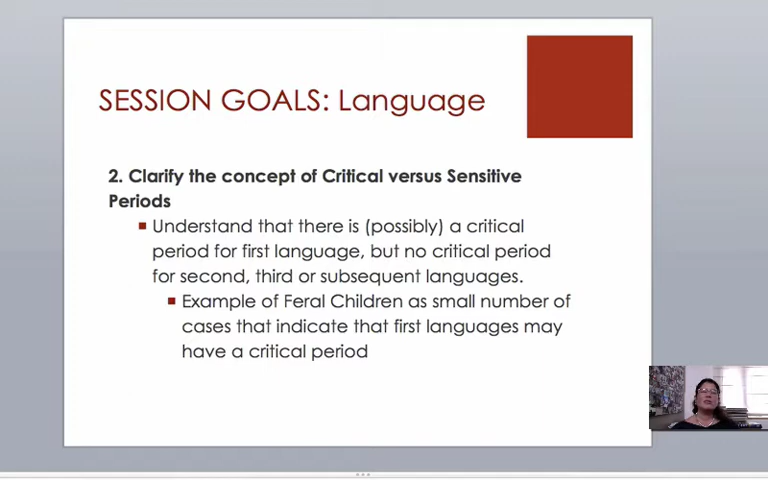 SESSION GOALS: Language
2. Clarify the concept of Critical versus Sensitive
Periods
Understand that there is (possibly) a critical
period for first language, but no critical period
for second, third or subsequent languages.
Example of Feral Children as small number of
cases that indicate that first languages may
have a critical period